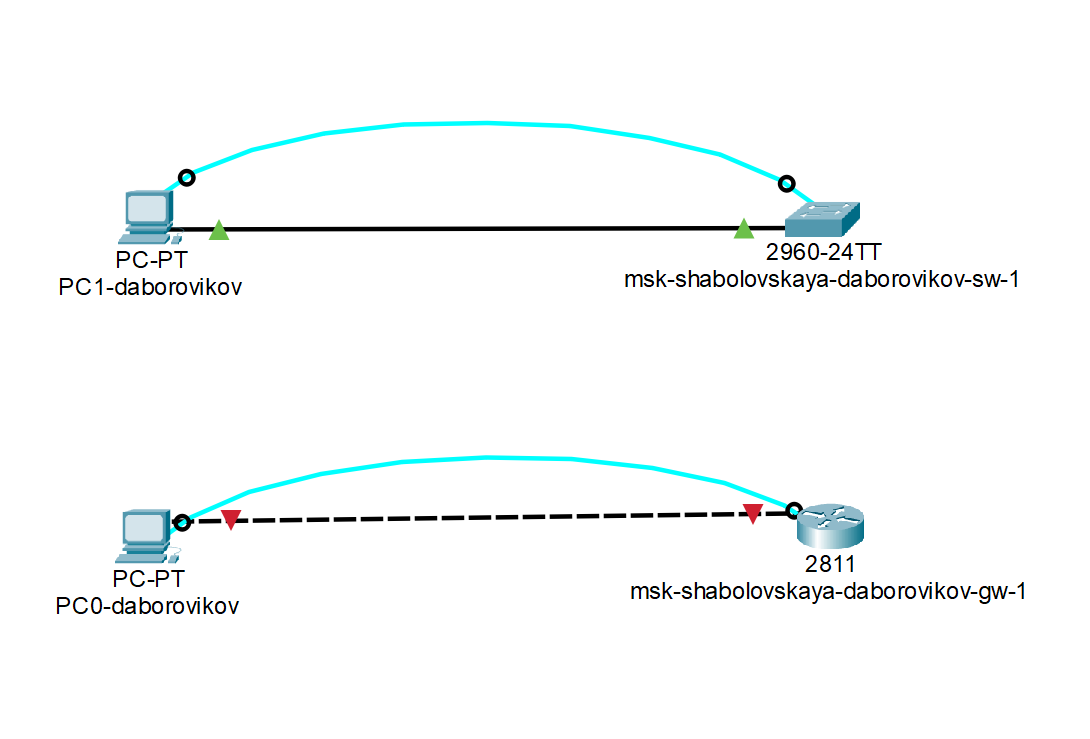 PC-PT
PC1-daborovikov
2960-24TT
msk-shabolovskaya-daborovikov-sw-1
PC-PT
PC0-daborovikov
2811
msk-shabolovskaya-daborovikov-gw-1